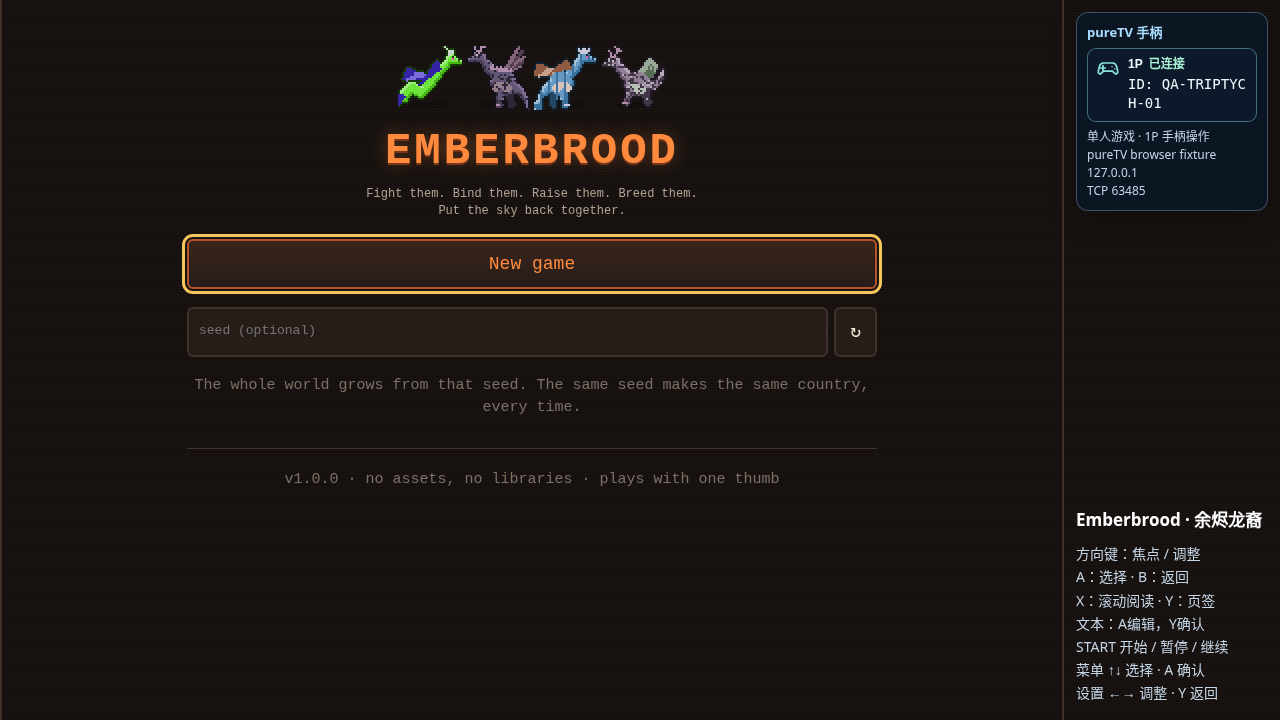 EMBERBROOD
Fight them. Bind them. Raise them. Breed them.
Put the sky back together.
New game
seed (optional)
↻
The whole world grows from that seed. The same seed makes the same country,
every time.
v1.0.0 · no assets, no libraries · plays with one thumb
pureTV 手柄
1P 已连接
ID: QA-TRIPTYC
H-01
单人游戏 · 1P 手柄操作
pureTV browser fixture
127.0.0.1
TCP 63485
Emberbrood · 余烬龙裔
方向键：焦点 / 调整
A：选择 · B：返回
X：滚动阅读 · Y：页签
文本：A编辑，Y确认
START 开始 / 暂停 / 继续
菜单 ↑↓ 选择 · A 确认
设置 ←→ 调整 · Y 返回